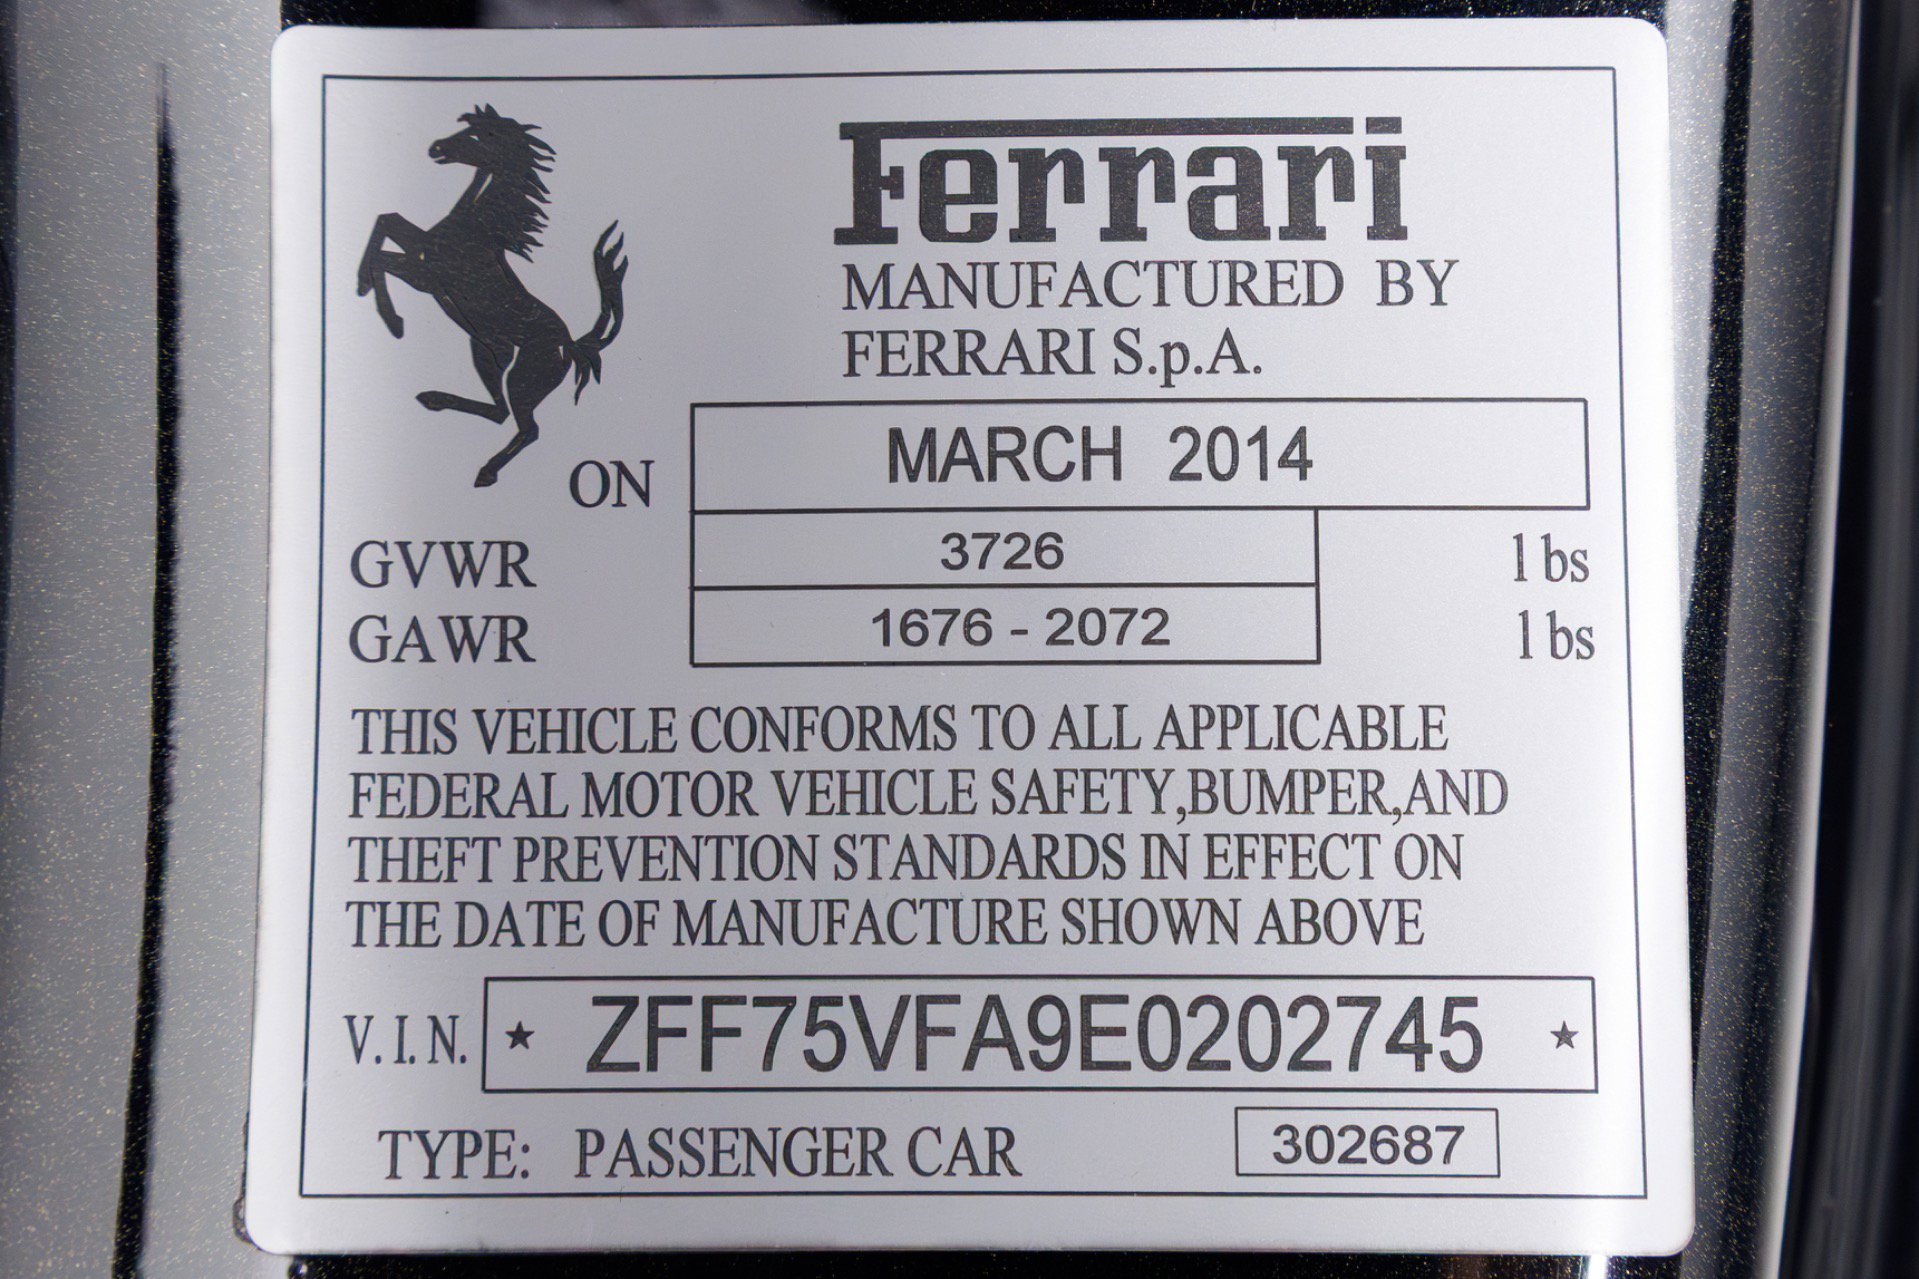 Ferrari
MANUFACTURED BY
FERRARI S.p.A.
ON MARCH 2014
GVWR 3726 lbs
GAWR 1676 - 2072 lbs
THIS VEHICLE CONFORMS TO ALL APPLICABLE
FEDERAL MOTOR VEHICLE SAFETY,BUMPER,AND
THEFT PREVENTION STANDARDS IN EFFECT ON
THE DATE OF MANUFACTURE SHOWN ABOVE
V.I.N. ★ ZFF75VFA9E0202745 ★
TYPE: PASSENGER CAR 302687